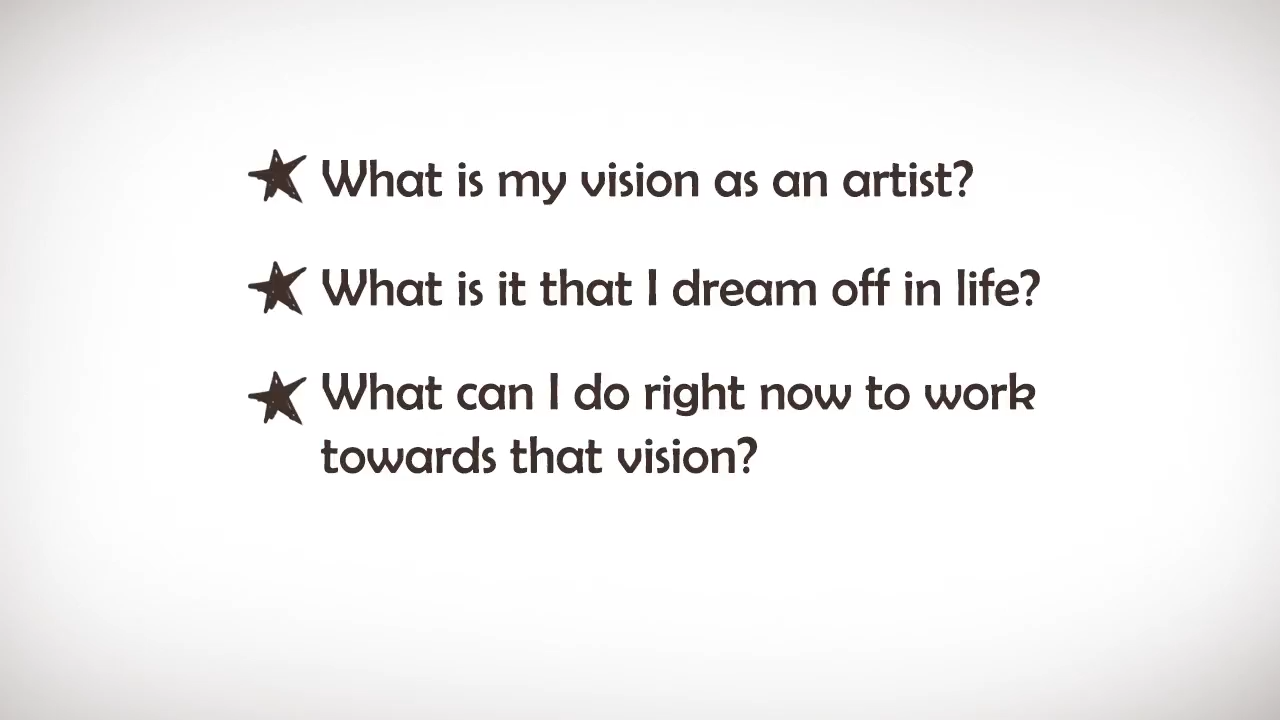 What is my vision as an artist?
What is it that I dream off in life?
What can I do right now to work
towards that vision?